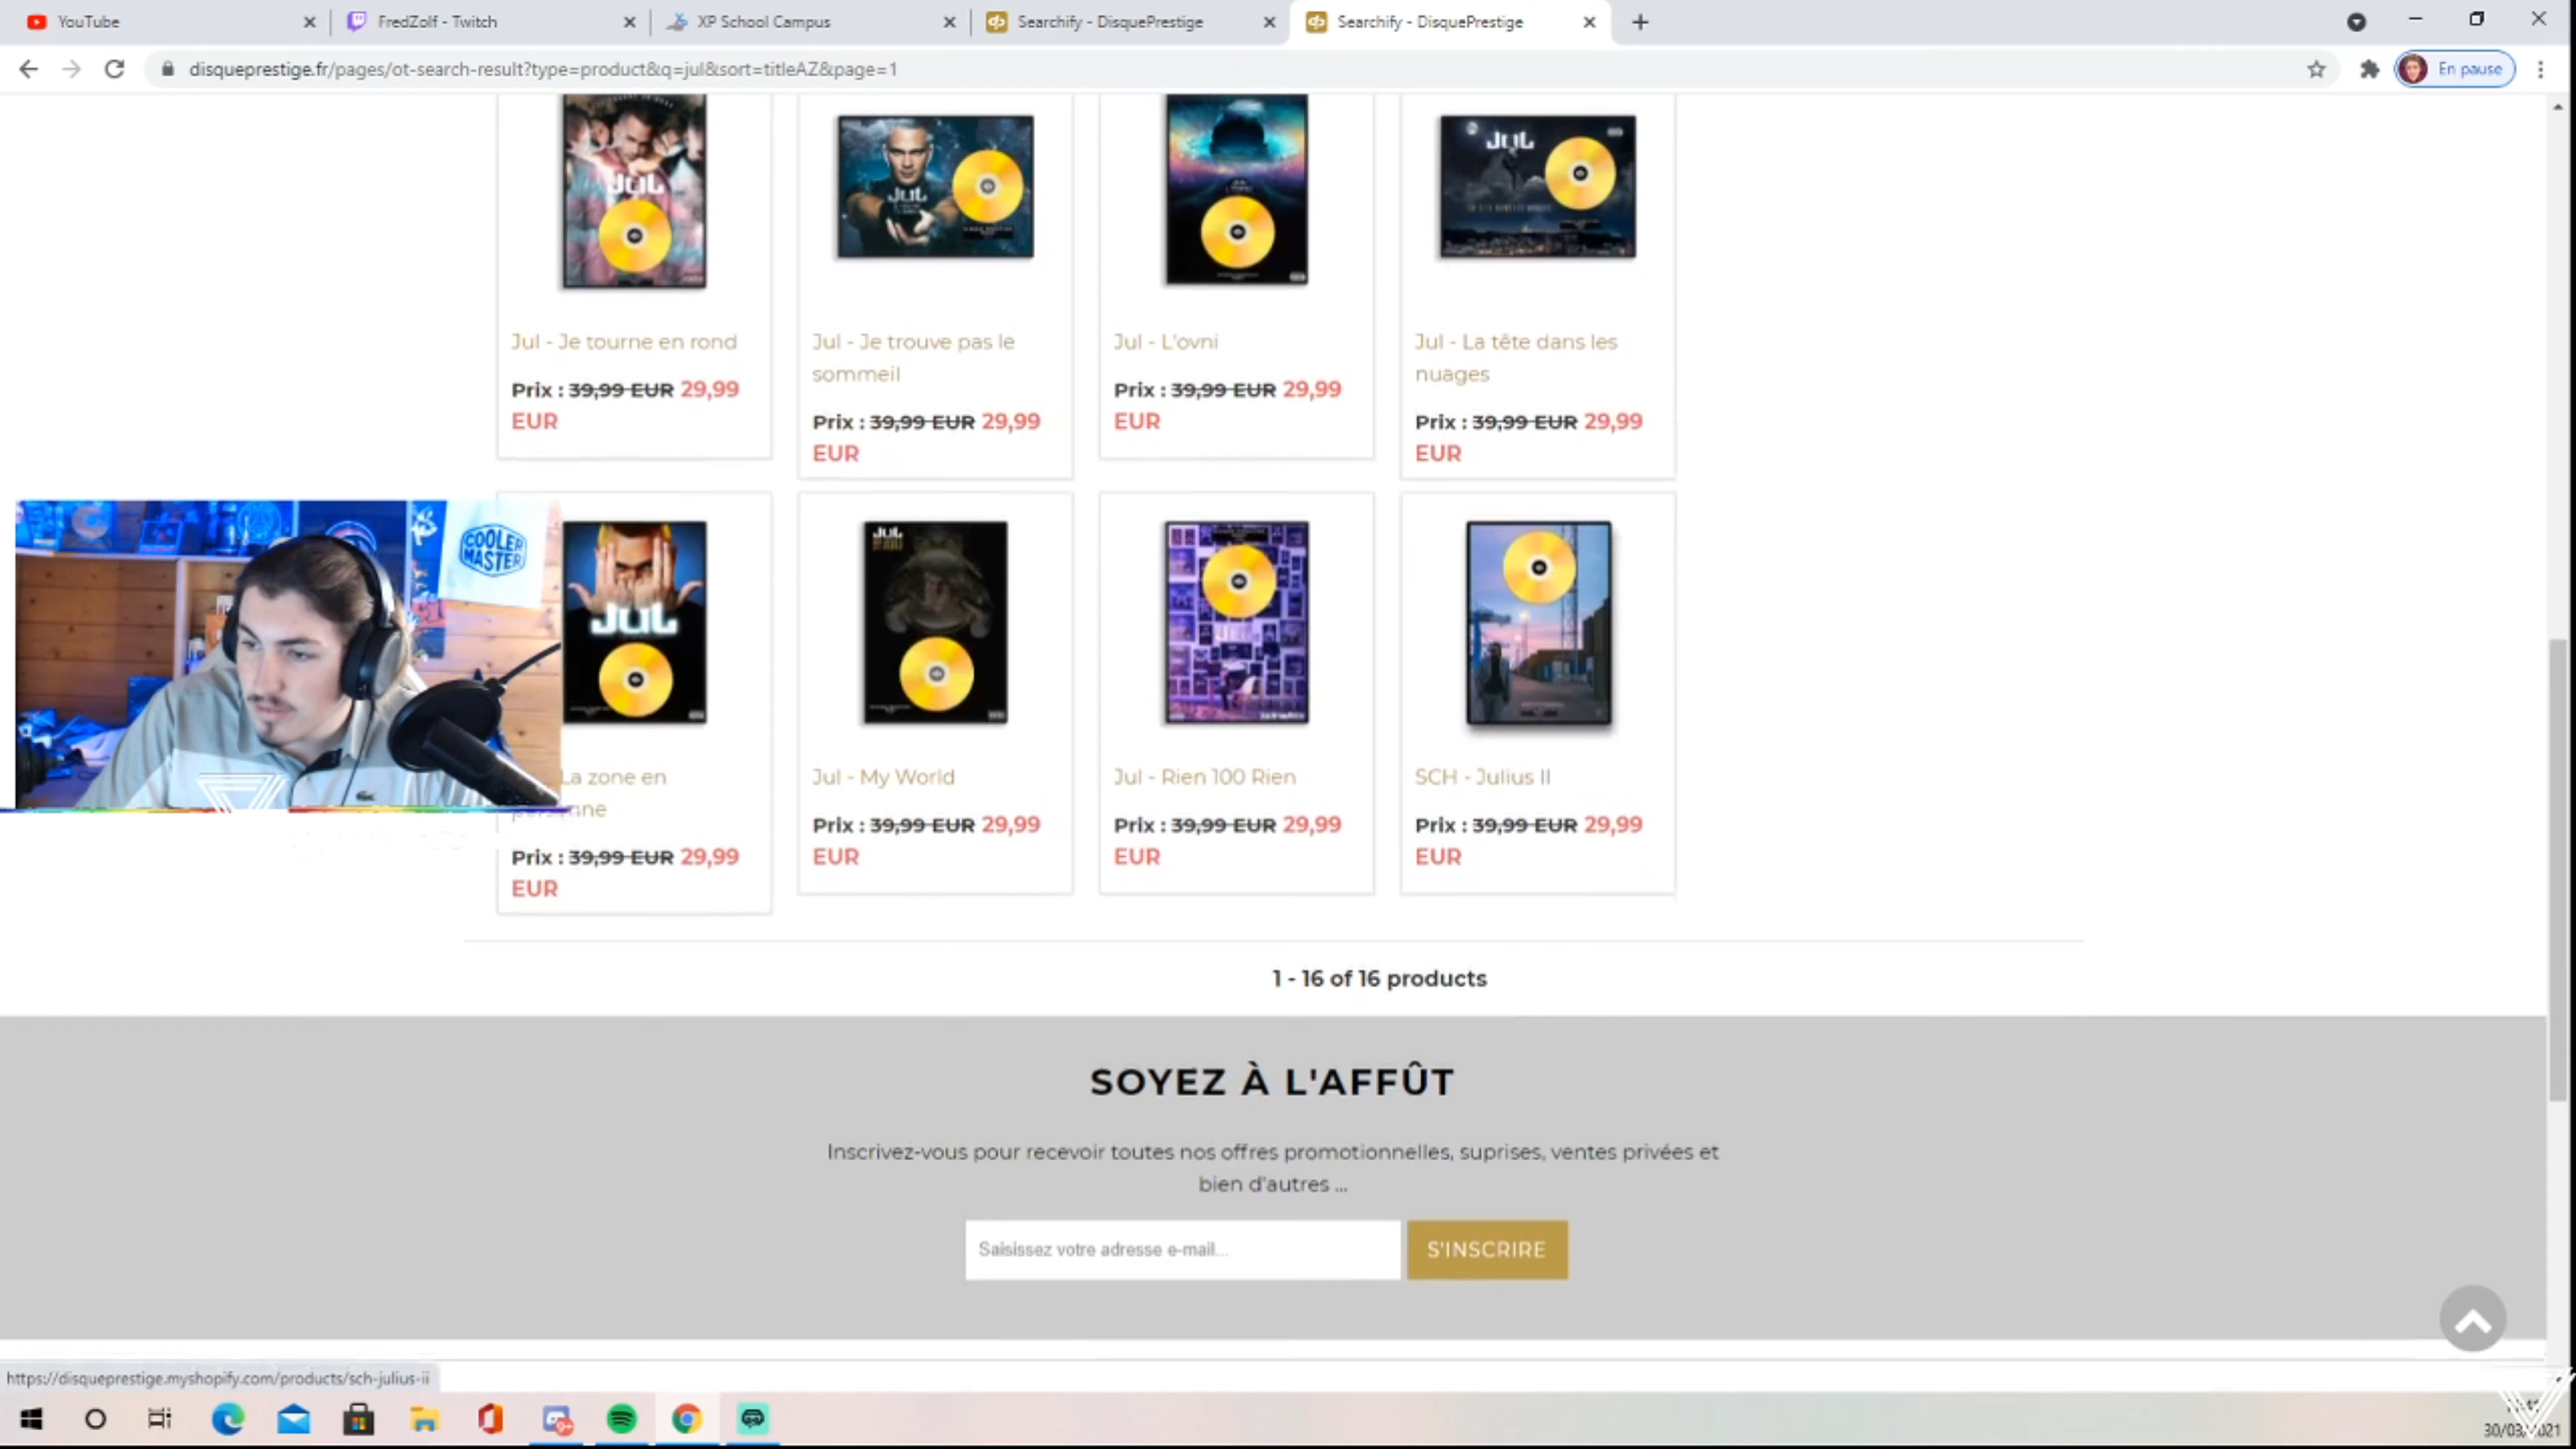 YouTube
FredZolf - Twitch
XP School Campus
Searchify - DisquePrestige
Searchify - DisquePrestige
disqueprestige.fr/pages/ot-search-result?type=product&q=jul&sort=titleAZ&page=1
En pause
JUL
JUL
JUL
Jul - Je tourne en rond
Prix : 39,99 EUR 29,99
EUR
Jul - Je trouve pas le
sommeil
Prix : 39,99 EUR 29,99
EUR
Jul - L'ovni
Prix : 39,99 EUR 29,99
EUR
Jul - La tête dans les
nuages
Prix : 39,99 EUR 29,99
EUR
COOLER
MASTER
JUL
JUL
La zone en
Prix : 39,99 EUR 29,99
EUR
Jul - My World
Prix : 39,99 EUR 29,99
EUR
Jul - Rien 100 Rien
Prix : 39,99 EUR 29,99
EUR
SCH - Julius II
Prix : 39,99 EUR 29,99
EUR
1 - 16 of 16 products
SOYEZ À L'AFFÛT
Inscrivez-vous pour recevoir toutes nos offres promotionnelles, suprises, ventes privées et
bien d'autres ...
Saisissez votre adresse e-mail...
S'INSCRIRE
https://disqueprestige.myshopify.com/products/sch-julius-ii